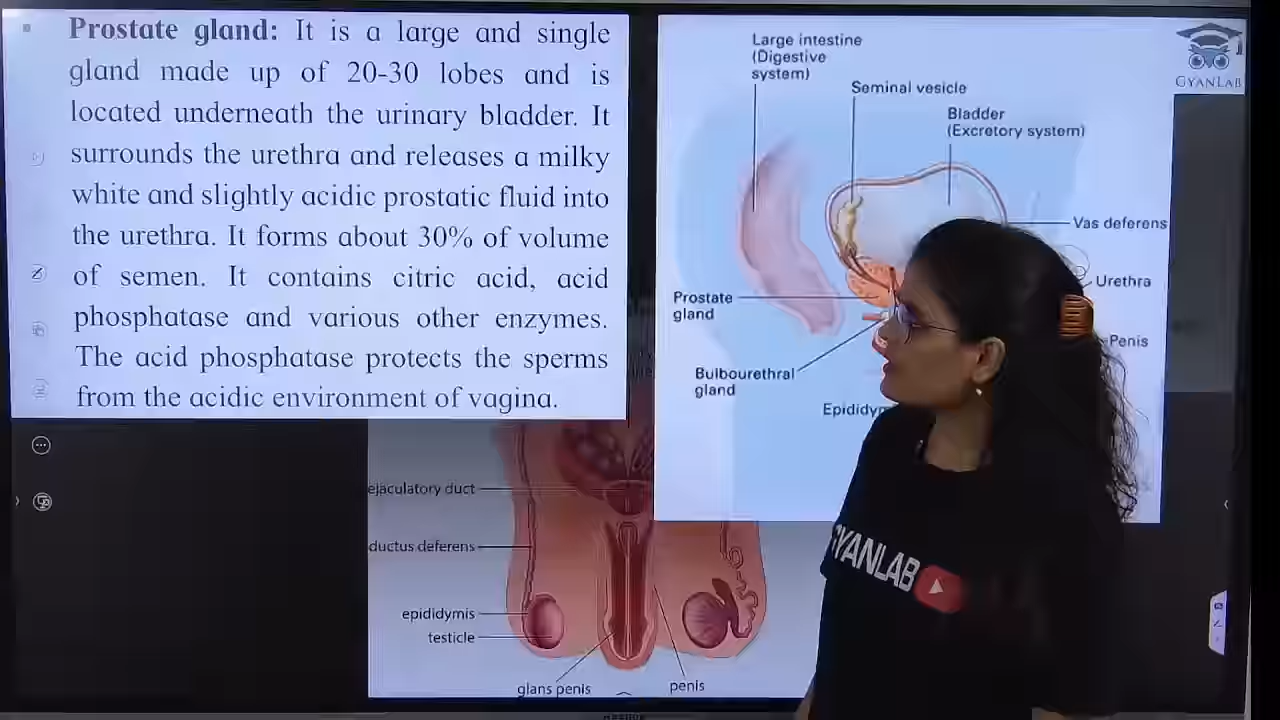 Prostate gland: It is a large and single
gland made up of 20-30 lobes and is
located underneath the urinary bladder. It
surrounds the urethra and releases a milky
white and slightly acidic prostatic fluid into
the urethra. It forms about 30% of volume
of semen. It contains citric acid, acid
phosphatase and various other enzymes.
The acid phosphatase protects the sperms
from the acidic environment of vagina.
Large intestine
(Digestive
system)
Seminal vesicle
Bladder
(Excretory system)
Vas deferens
Urethra
Penis
Prostate
gland
Bulbourethral
gland
GYANLAB
ejaculatory duct
ductus deferens
epididymis
testicle
glans penis
penis
YANLAB